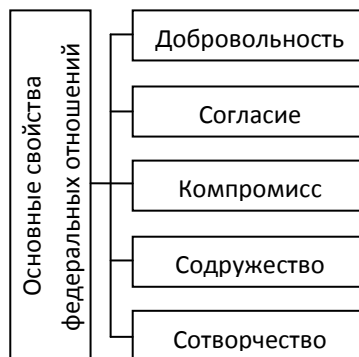 Основные свойства
федеральных отношений
Добровольность
Согласие
Компромисс
Содружество
Сотворчество